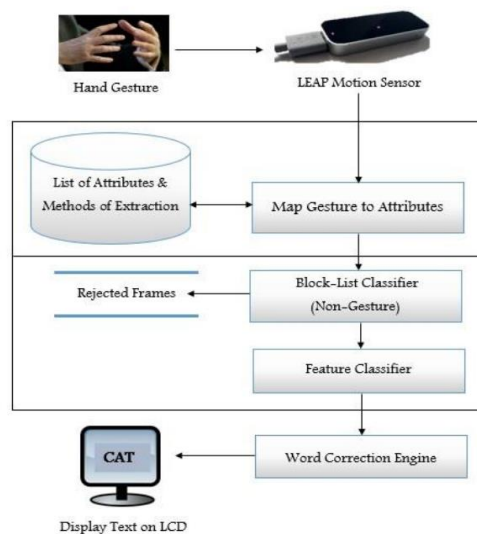 Hand Gesture
LEAP Motion Sensor
List of Attributes &
Methods of Extraction
Map Gesture to Attributes
Block-List Classifier
(Non-Gesture)
Rejected Frames
Feature Classifier
CAT
Word Correction Engine
Display Text on LCD